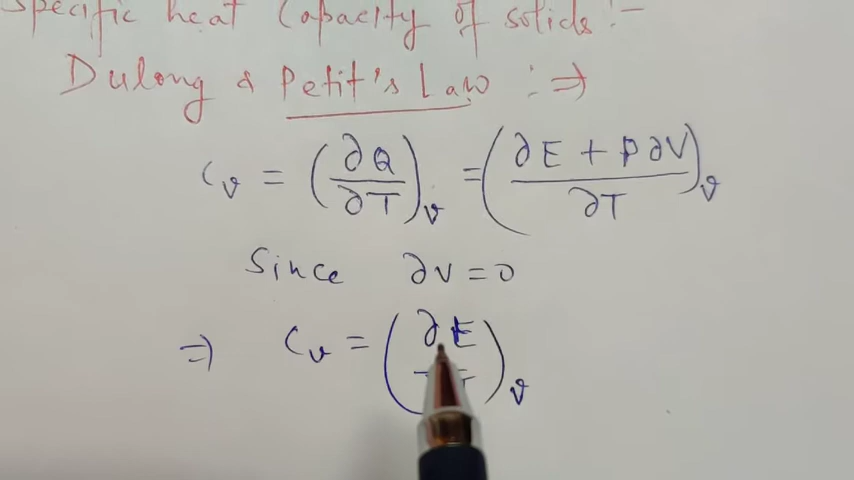 Specific heat Capacity of solids :-
Dulong & Petit's Law :⇒
Cv = (∂Q/∂T)v = (∂E + P∂V/∂T)v
Since ∂V = 0
⇒ Cv = (∂E/∂T)v